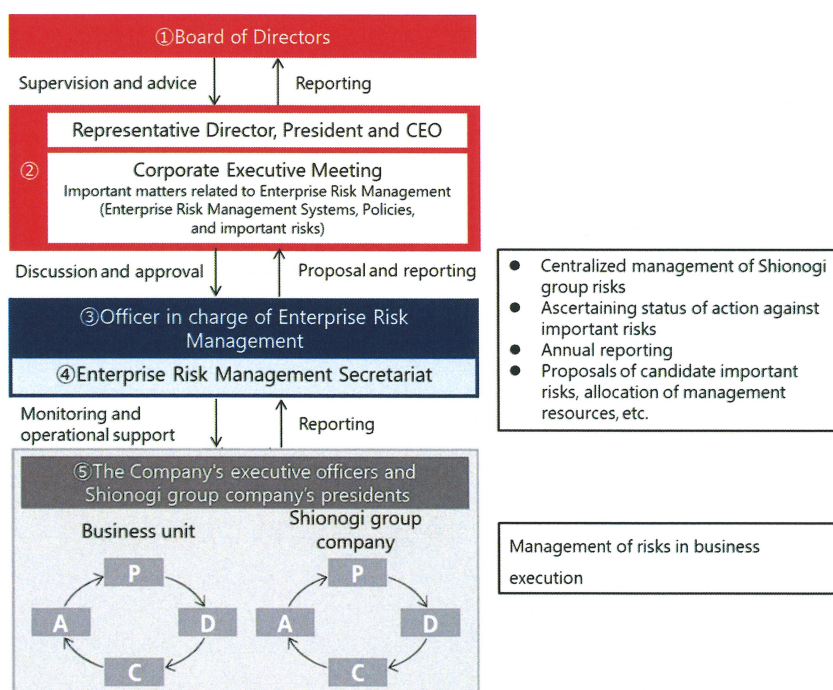 ①Board of Directors
Supervision and advice
Reporting
②
Representative Director, President and CEO
Corporate Executive Meeting
Important matters related to Enterprise Risk Management
(Enterprise Risk Management Systems, Policies,
and important risks)
Discussion and approval
Proposal and reporting
③Officer in charge of Enterprise Risk
Management
④Enterprise Risk Management Secretariat
● Centralized management of Shionogi
group risks
● Ascertaining status of action against
important risks
● Annual reporting
● Proposals of candidate important
risks, allocation of management
resources, etc.
Monitoring and
operational support
Reporting
⑤The Company's executive officers and
Shionogi group company's presidents
Business unit
P
A
D
C
Shionogi group
company
P
A
D
C
Management of risks in business
execution